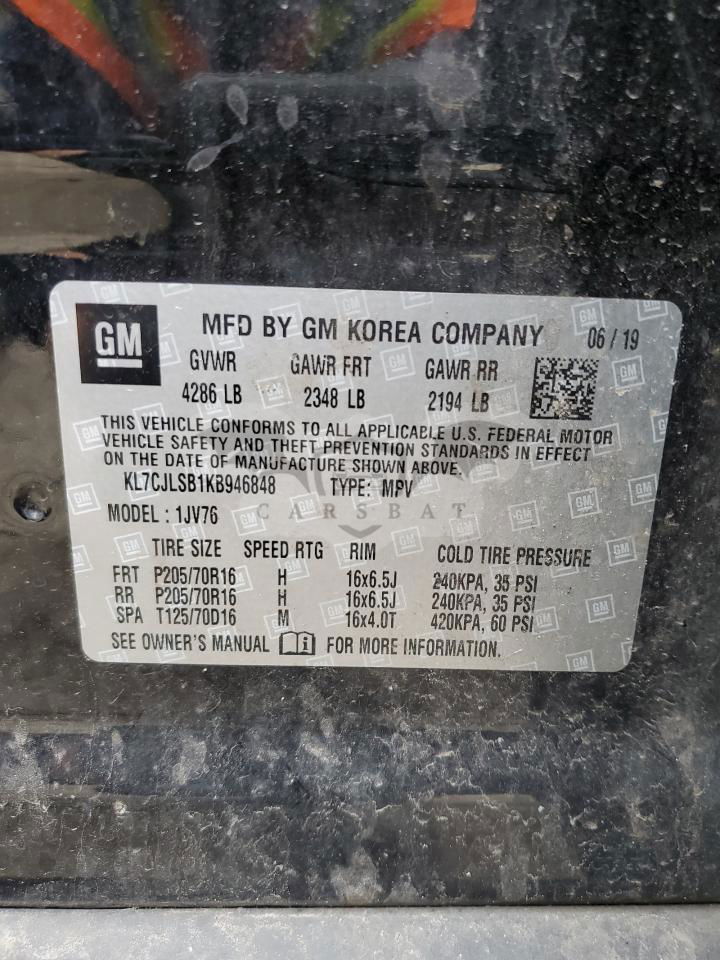 GM MFD BY GM KOREA COMPANY 06 / 19
GVWR GAWR FRT GAWR RR
4286 LB 2348 LB 2194 LB
THIS VEHICLE CONFORMS TO ALL APPLICABLE U.S. FEDERAL MOTOR
VEHICLE SAFETY AND THEFT PREVENTION STANDARDS IN EFFECT
ON THE DATE OF MANUFACTURE SHOWN ABOVE.
KL7CJLSB1KB946848 TYPE: MPV
CARSBAT
MODEL : 1JV76
TIRE SIZE SPEED RTG RIM COLD TIRE PRESSURE
FRT P205/70R16 H 16x6.5J 240KPA, 35 PSI
RR P205/70R16 H 16x6.5J 240KPA, 35 PSI
SPA T125/70D16 M 16x4.0T 420KPA, 60 PSI
SEE OWNER'S MANUAL FOR MORE INFORMATION.